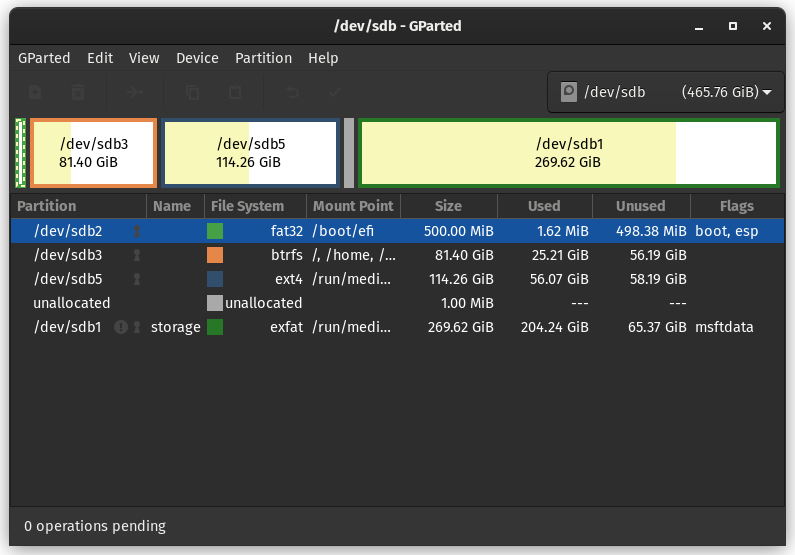 /dev/sdb - GParted
GParted Edit View Device Partition Help
/dev/sdb (465.76 GiB)
/dev/sdb3
81.40 GiB
/dev/sdb5
114.26 GiB
/dev/sdb1
269.62 GiB
Partition Name File System Mount Point Size Used Unused Flags
/dev/sdb2 fat32 /boot/efi 500.00 MiB 1.62 MiB 498.38 MiB boot, esp
/dev/sdb3 btrfs /, /home, /... 81.40 GiB 25.21 GiB 56.19 GiB
/dev/sdb5 ext4 /run/medi... 114.26 GiB 56.07 GiB 58.19 GiB
unallocated unallocated 1.00 MiB --- ---
/dev/sdb1 storage exfat /run/medi... 269.62 GiB 204.24 GiB 65.37 GiB msftdata
0 operations pending